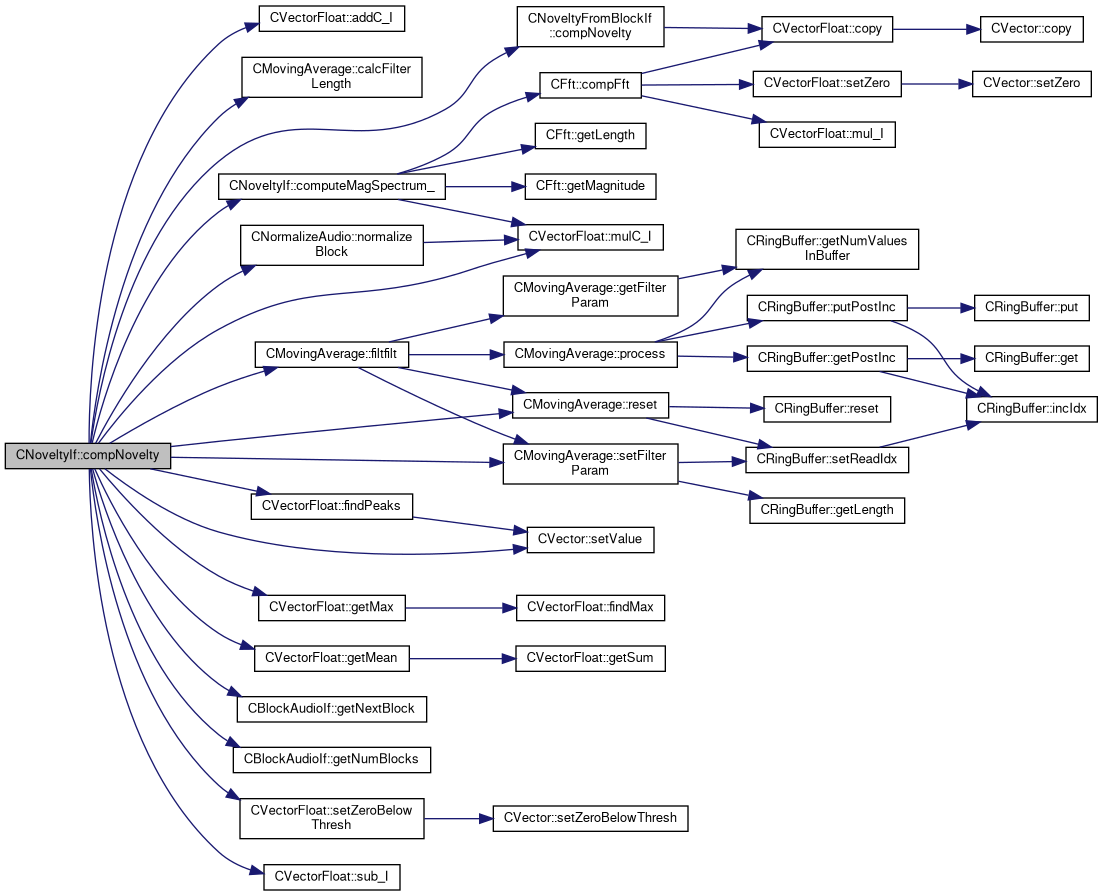 CNoveltyIf::compNovelty
CVectorFloat::addC_I
CMovingAverage::calcFilter
Length
CNoveltyFromBlockIf
::compNovelty
CVectorFloat::copy
CVector::copy
CFft::compFft
CVectorFloat::setZero
CVector::setZero
CVectorFloat::mul_I
CFft::getLength
CNoveltyIf::computeMagSpectrum_
CFft::getMagnitude
CNormalizeAudio::normalize
Block
CVectorFloat::mulC_I
CRingBuffer::getNumValues
InBuffer
CMovingAverage::getFilter
Param
CRingBuffer::putPostInc
CRingBuffer::put
CMovingAverage::filtfilt
CMovingAverage::process
CRingBuffer::getPostInc
CRingBuffer::get
CMovingAverage::reset
CRingBuffer::reset
CRingBuffer::incIdx
CMovingAverage::setFilter
Param
CRingBuffer::setReadIdx
CRingBuffer::getLength
CVectorFloat::findPeaks
CVector::setValue
CVectorFloat::getMax
CVectorFloat::findMax
CVectorFloat::getMean
CVectorFloat::getSum
CBlockAudioIf::getNextBlock
CBlockAudioIf::getNumBlocks
CVectorFloat::setZeroBelow
Thresh
CVector::setZeroBelowThresh
CVectorFloat::sub_I